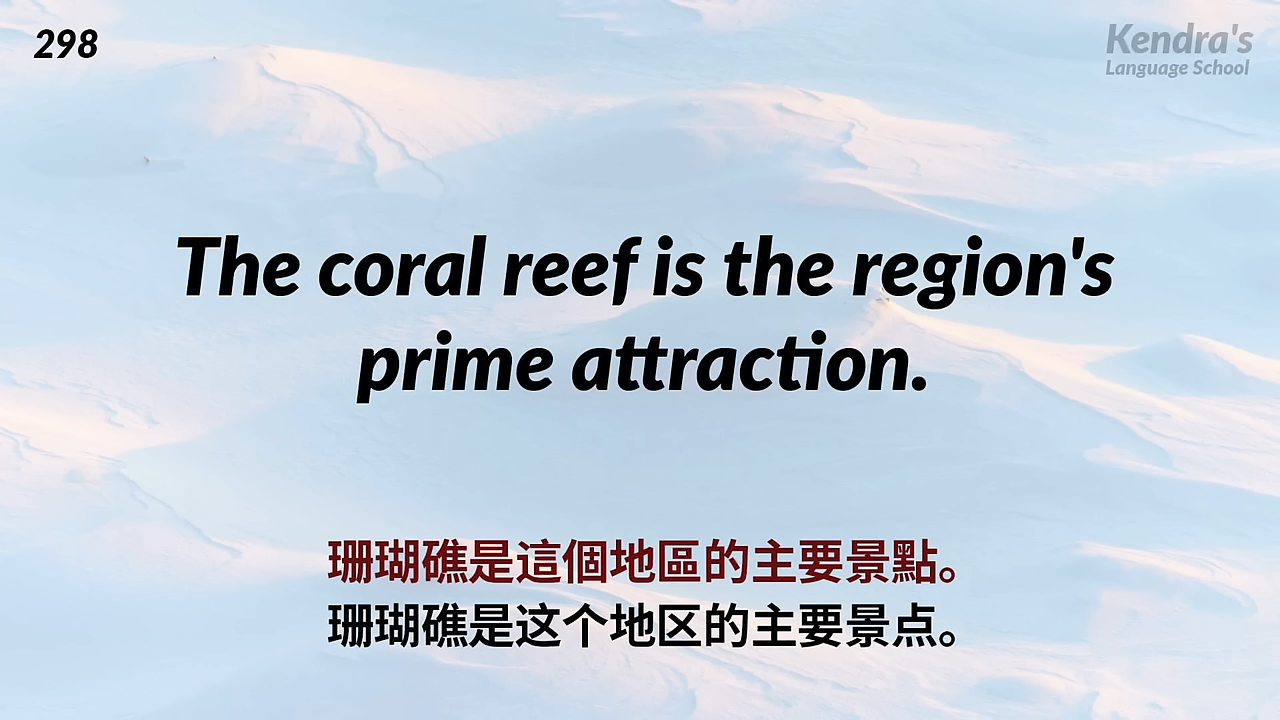 298
Kendra's
Language School
The coral reef is the region's
prime attraction.
珊瑚礁是這個地區的主要景點。
珊瑚礁是这个地区的主要景点。